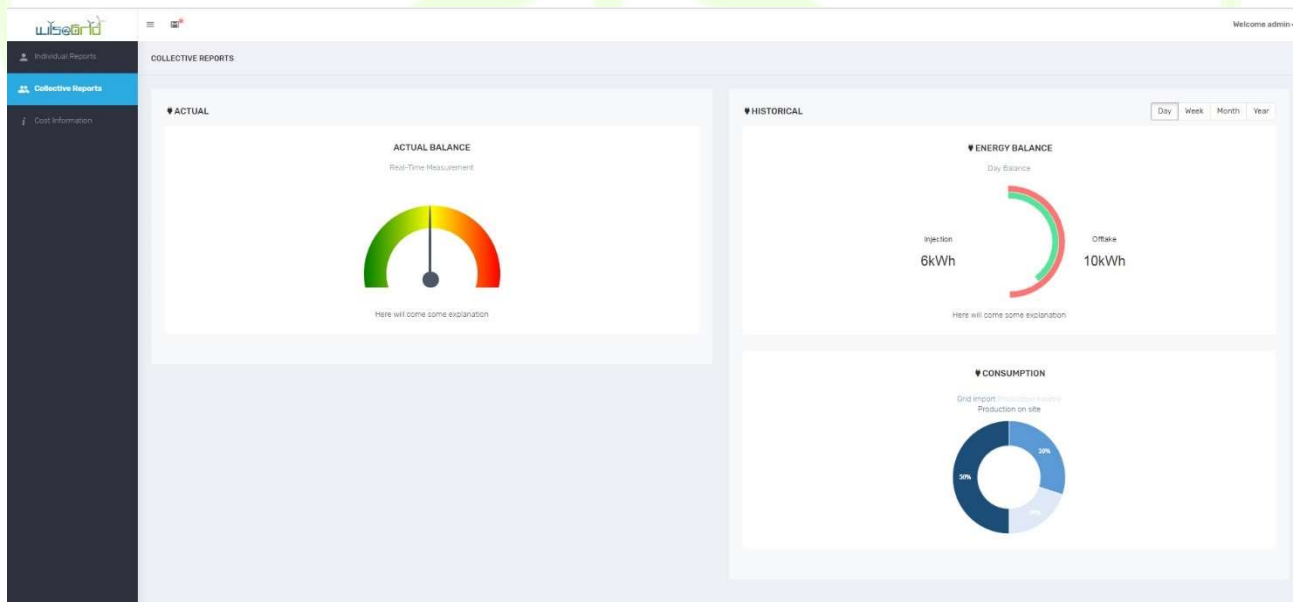 wiseGrid
Welcome admin
Individual Reports
COLLECTIVE REPORTS
Collective Reports
Cost Information
ACTUAL
ACTUAL BALANCE
Real-Time Measurement
Here will come some explanation
HISTORICAL
Day Week Month Year
ENERGY BALANCE
Day Balance
Injection
6kWh
Offtake
10kWh
Here will come some explanation
CONSUMPTION
Grid import
Production on site
30%
50%